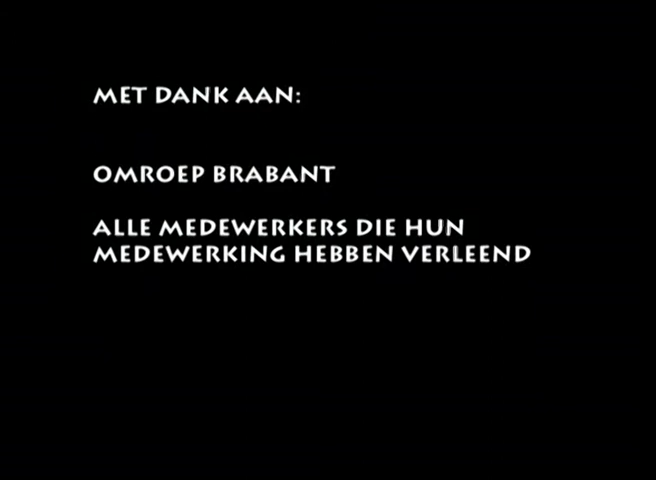 MET DANK AAN:
OMROEP BRABANT
ALLE MEDEWERKERS DIE HUN
MEDEWERKING HEBBEN VERLEEND